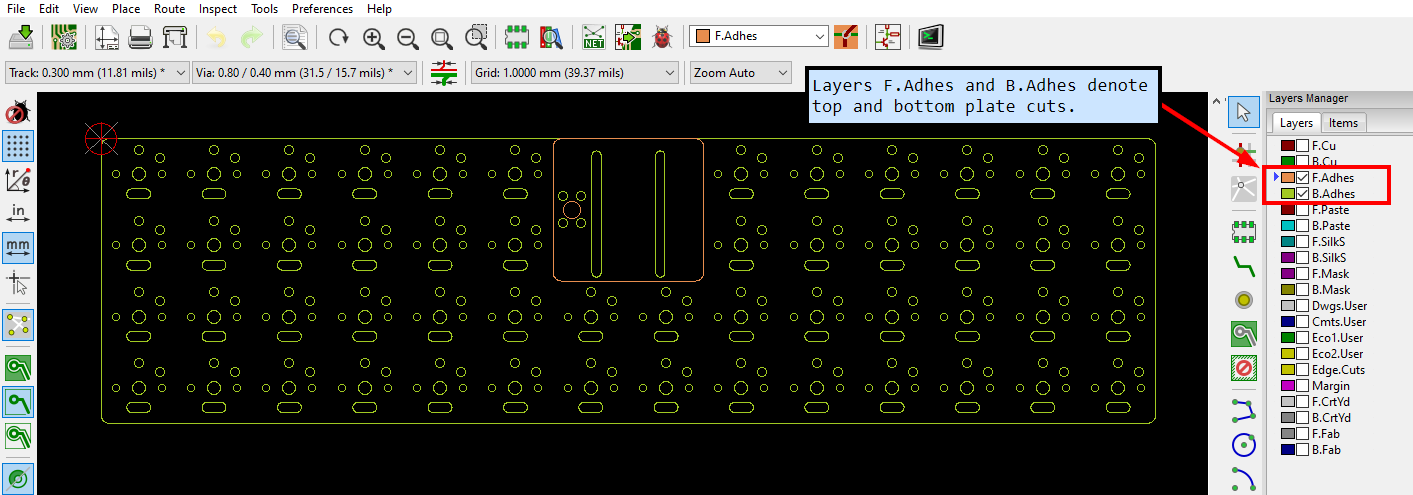 File Edit View Place Route Inspect Tools Preferences Help
NET
F.Adhes
Track: 0.300 mm (11.81 mils) *
Via: 0.80 / 0.40 mm (31.5 / 15.7 mils) *
Grid: 1.0000 mm (39.37 mils)
Zoom Auto
Layers F.Adhes and B.Adhes denote
top and bottom plate cuts.
r θ
in
mm
Layers Manager
Layers Items
F.Cu
B.Cu
F.Adhes
B.Adhes
F.Paste
B.Paste
F.SilkS
B.SilkS
F.Mask
B.Mask
Dwgs.User
Cmts.User
Eco1.User
Eco2.User
Edge.Cuts
Margin
F.CrtYd
B.CrtYd
F.Fab
B.Fab